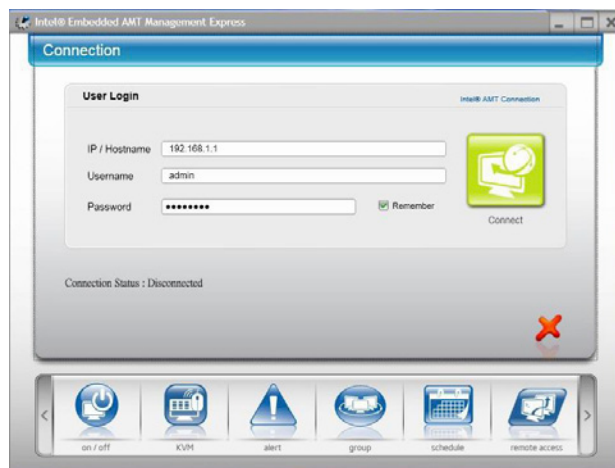 Intel® Embedded AMT Management Express
Connection
User Login
Intel® AMT Connection
IP / Hostname 192.168.1.1
Username admin
Password ●●●●●●●● Remember
Connect
Connection Status : Disconnected
on / off KVM alert group schedule remote access